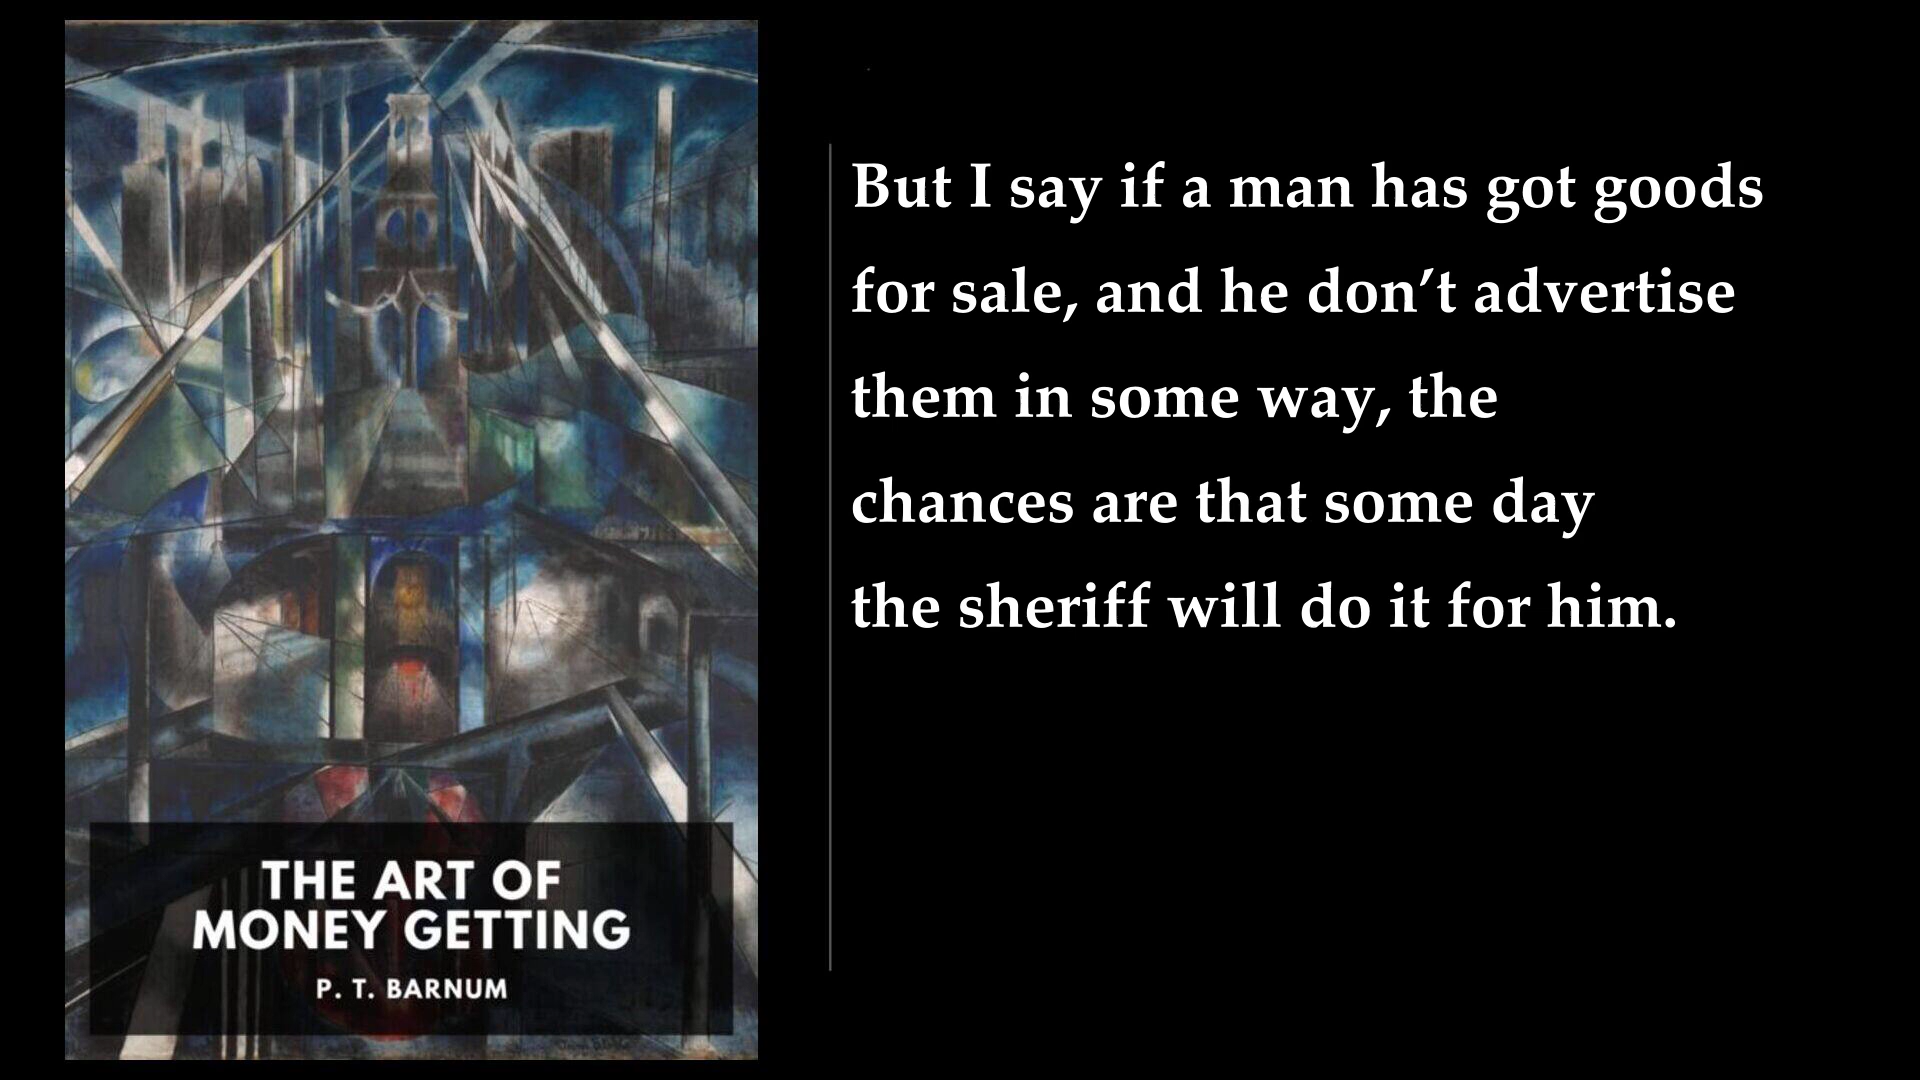 But I say if a man has got goods
for sale, and he don’t advertise
them in some way, the
chances are that some day
the sheriff will do it for him.
THE ART OF
MONEY GETTING
P. T. BARNUM